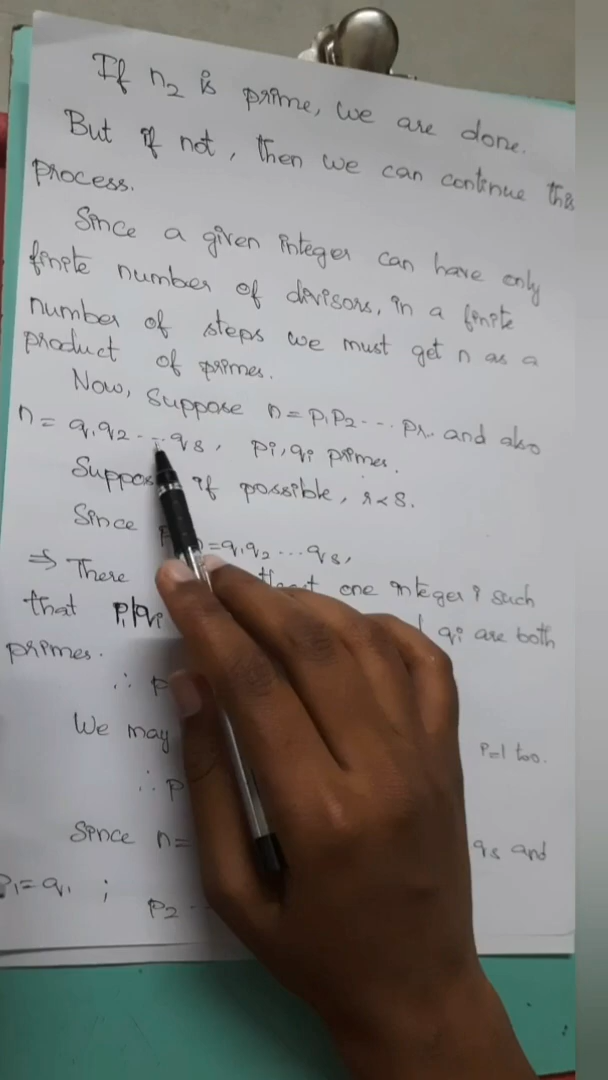 If n₂ is prime, we are done.
But if not, then we can continue this
process.
Since a given integer can have only
finite number of divisors, in a finite
number of steps we must get n as a
product of primes.
Now, suppose n = p₁p₂ ... pr. and also
n = q₁q₂ ... qs, pi, qi primes.
Suppose if possible, r < s.
Since = q₁q₂ ... qs,
⇒ There one integer i such
that p₁/qi qi are both
primes.
∴ p
We may i=1 too.
∴ p
Since n= qs and
p₁ = q₁ ; p₂